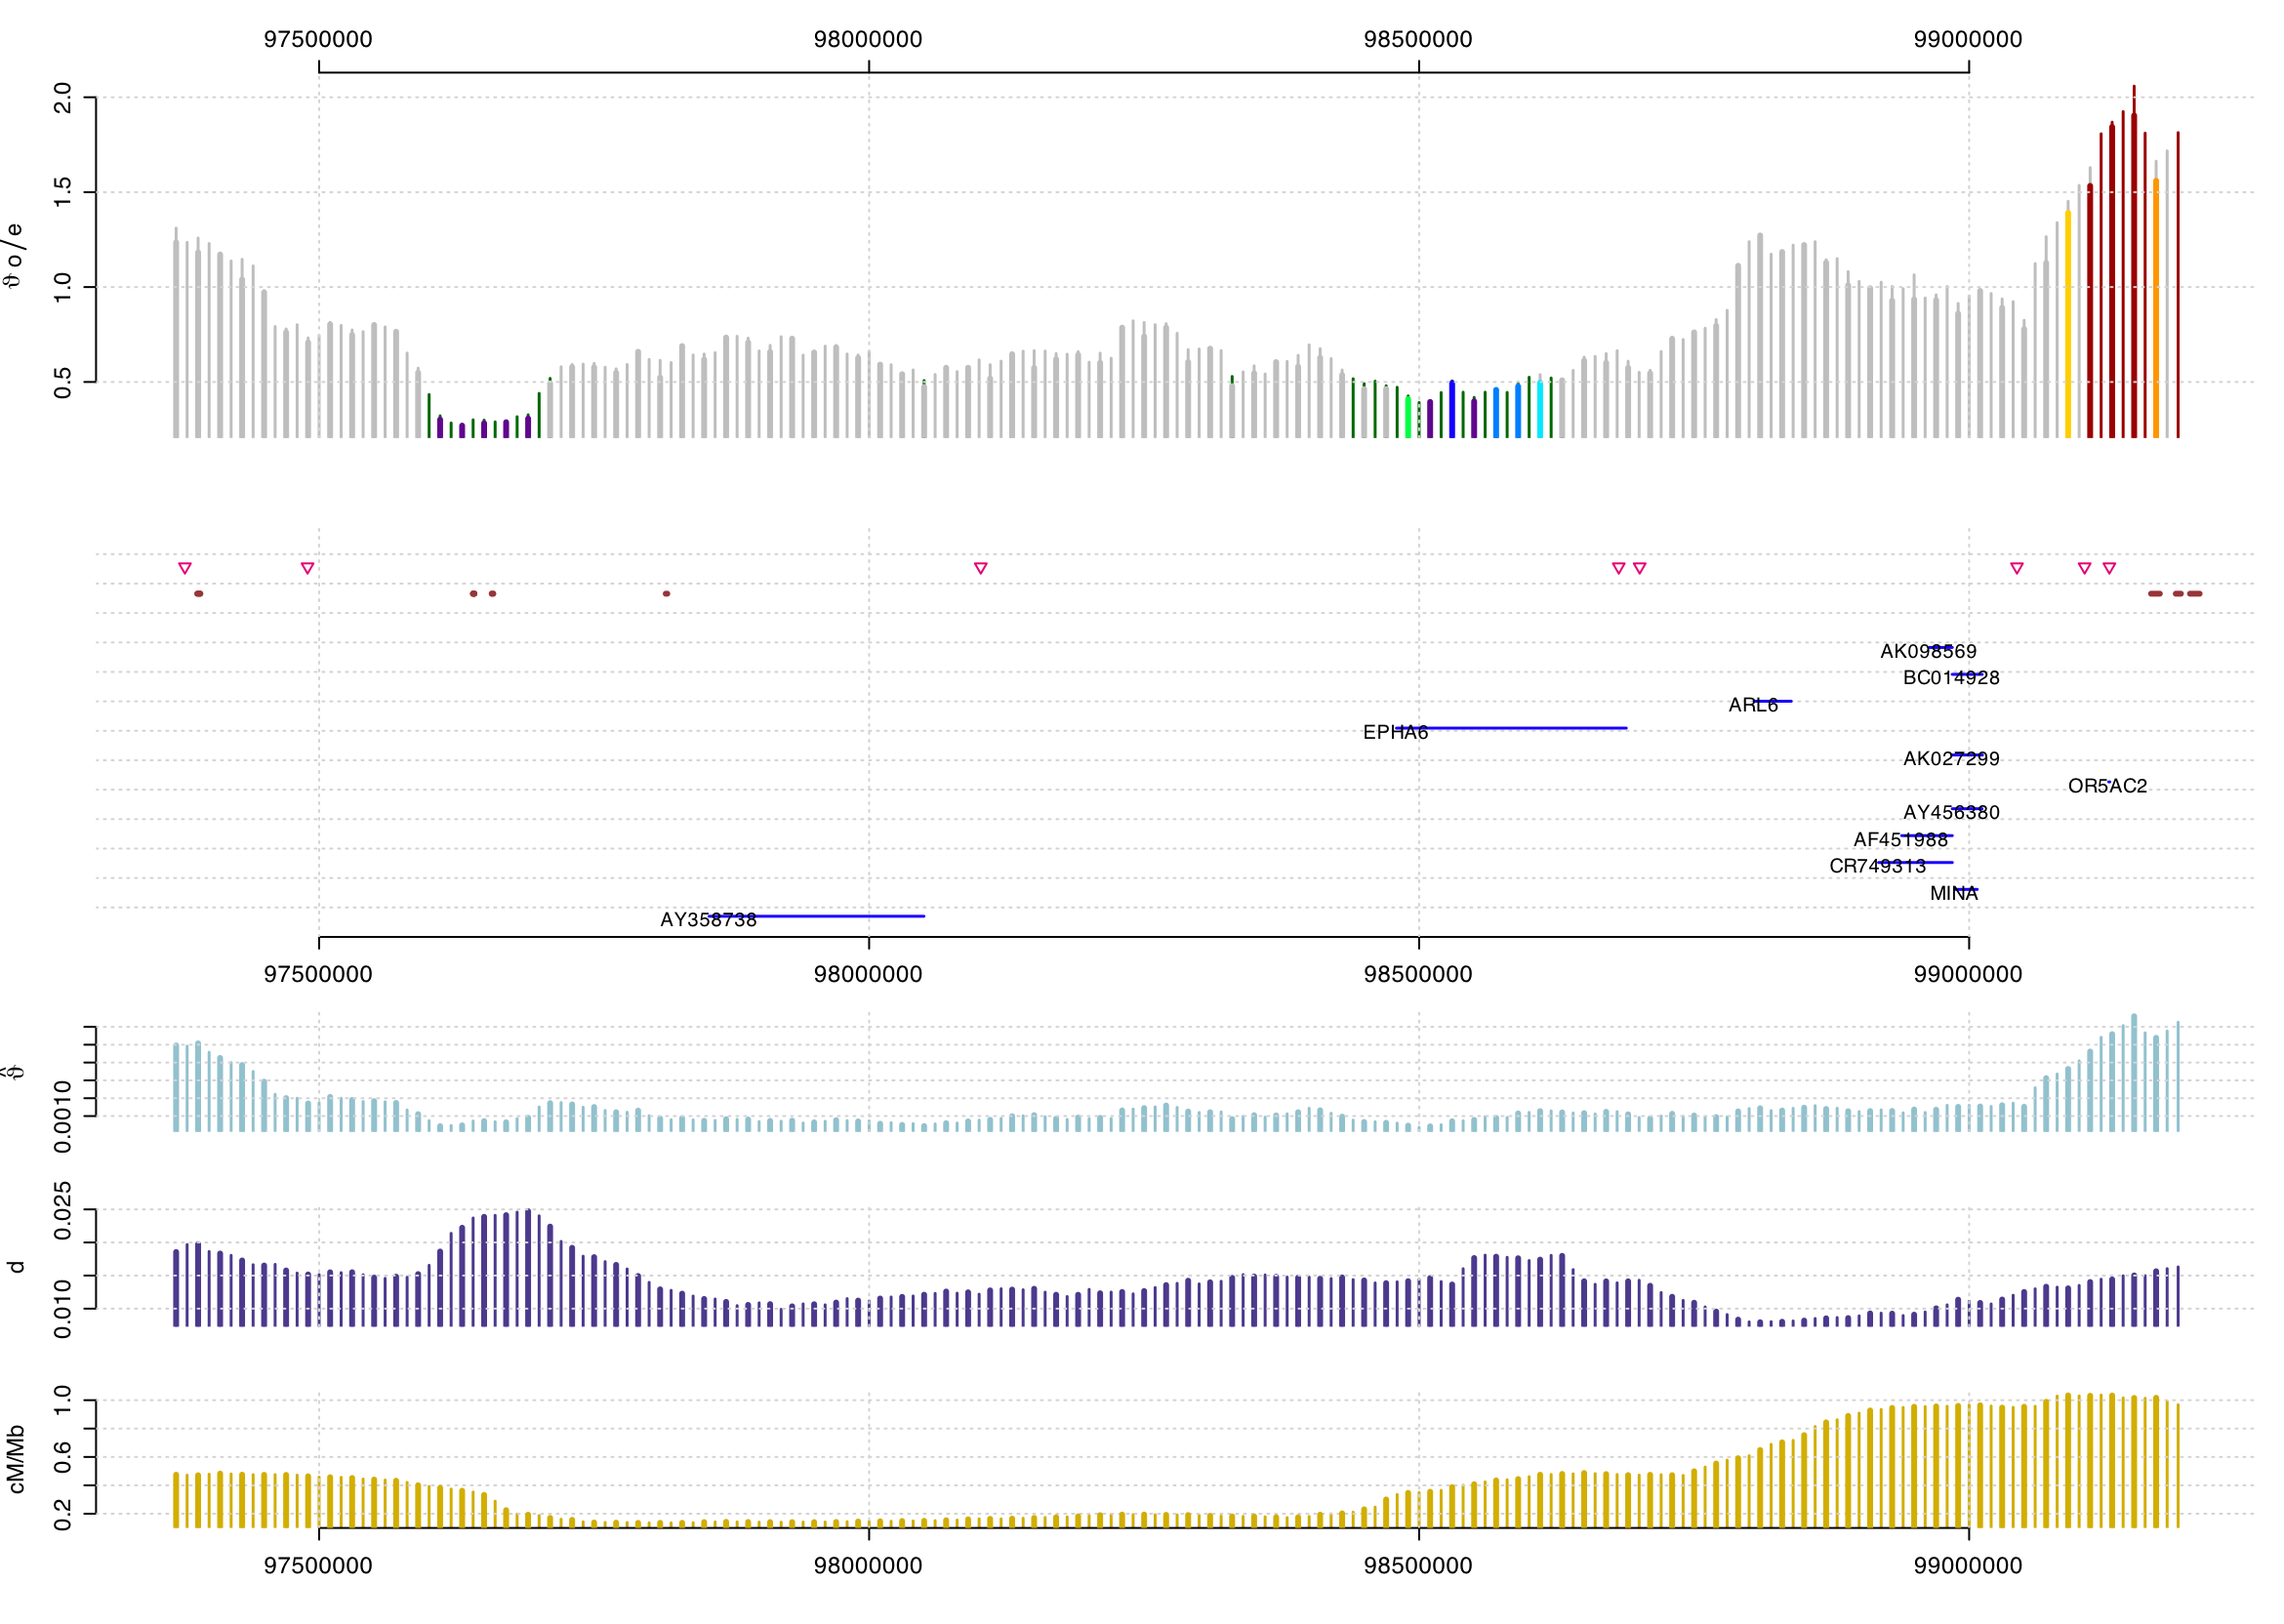 97500000 98000000 98500000 99000000
2.0
1.5
1.0
0.5
ϑ o/e
AK098569
BC014928
ARL6
EPHA6
AK027299
OR5AC2
AY456380
AF451988
CR749313
MINA
AY358738
97500000 98000000 98500000 99000000
ϑ̂
0.0010
0.025
0.010
d
1.0
0.6
0.2
cM/Mb
97500000 98000000 98500000 99000000